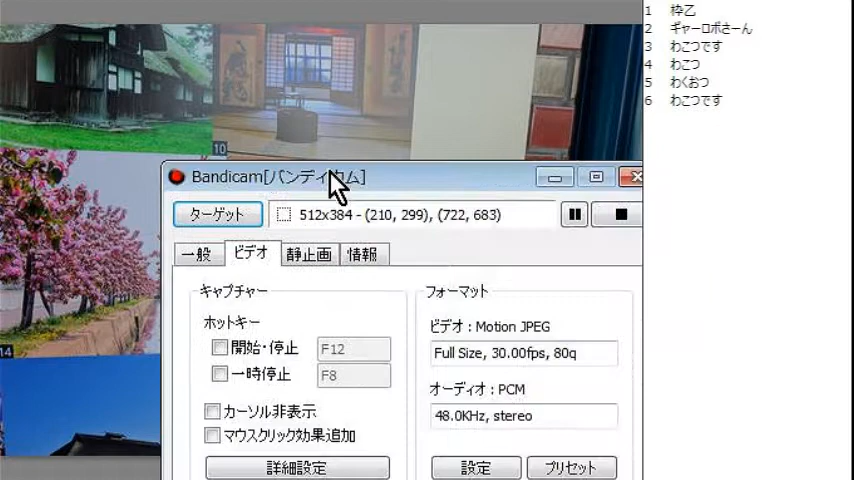 1 枠乙
2 ギャーロボさーん
3 わこつです
4 わこつ
5 わくおつ
6 わこつです
10
Bandicam[バンディカム]
ターゲット 512x384 - (210, 299), (722, 683)
一般 ビデオ 静止画 情報
キャプチャー
ホットキー
開始・停止 F12
一時停止 F8
カーソル非表示
マウスクリック効果追加
詳細設定
フォーマット
ビデオ : Motion JPEG
Full Size, 30.00fps, 80q
オーディオ : PCM
48.0KHz, stereo
設定 プリセット
14